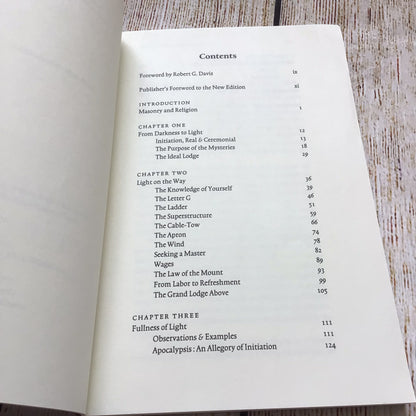 Contents
Foreword by Robert G. Davis ix
Publisher's Foreword to the New Edition xi
INTRODUCTION
Masonry and Religion 1
CHAPTER ONE
From Darkness to Light 12
Initiation, Real & Ceremonial 13
The Purpose of the Mysteries 18
The Ideal Lodge 29
CHAPTER TWO
Light on the Way 36
The Knowledge of Yourself 39
The Letter G 46
The Ladder 51
The Superstructure 59
The Cable-Tow 66
The Apron 74
The Wind 78
Seeking a Master 82
Wages 89
The Law of the Mount 93
From Labor to Refreshment 99
The Grand Lodge Above 105
CHAPTER THREE
Fullness of Light 111
Observations & Examples 111
Apocalypsis : An Allegory of Initiation 124